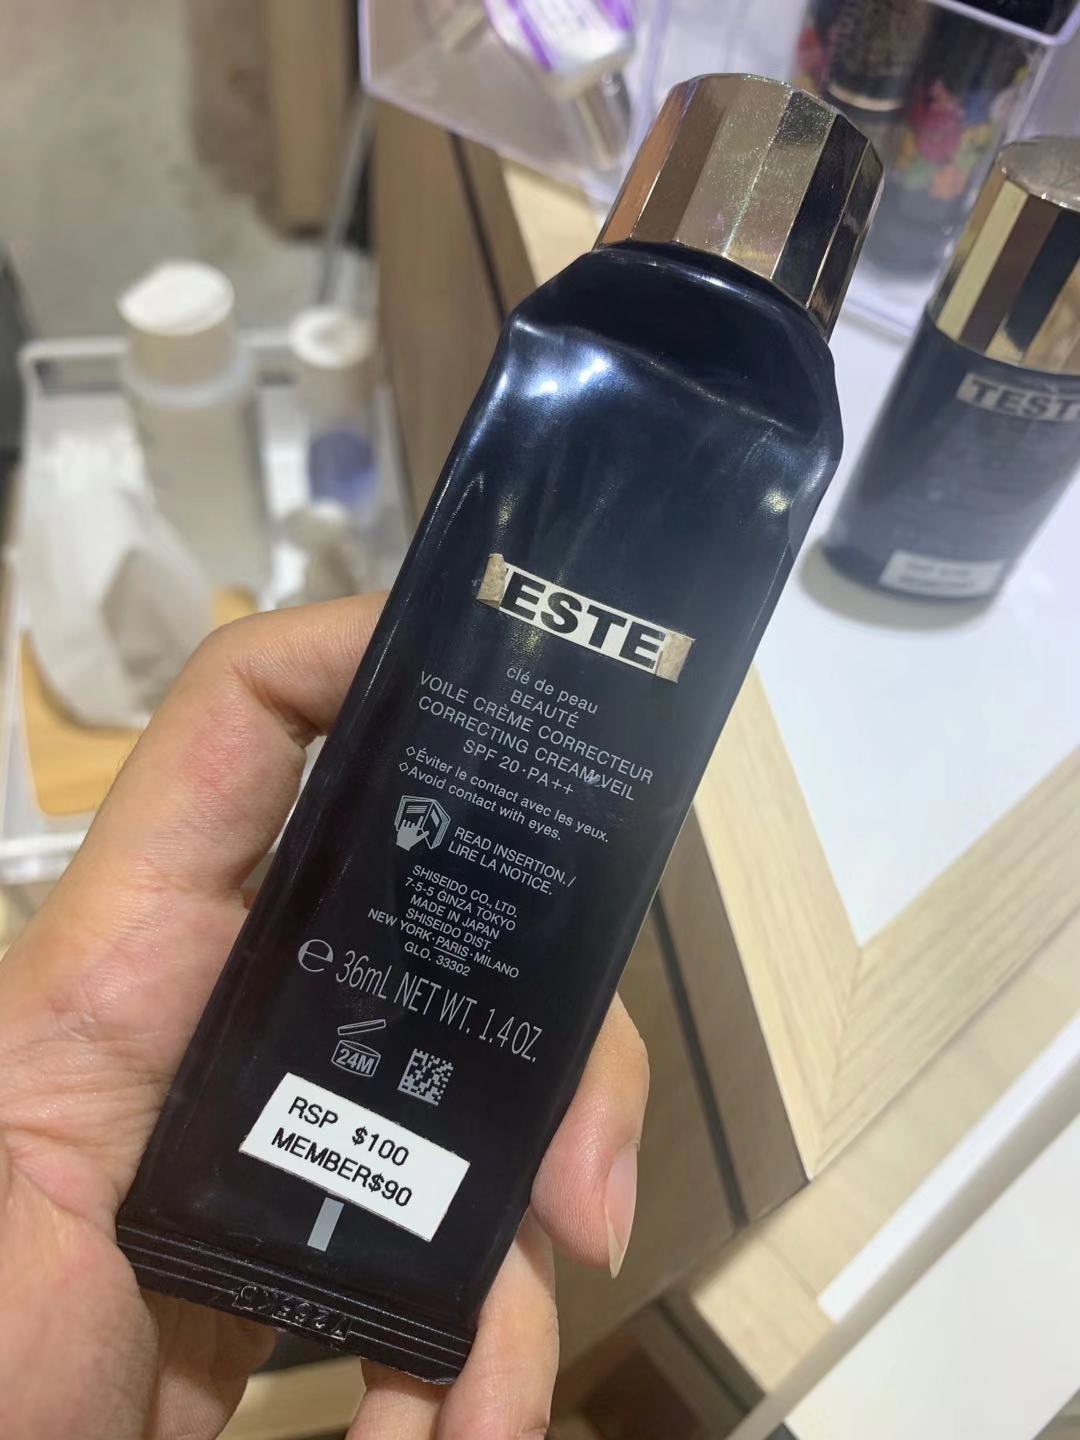 ESTE
clé de peau
BEAUTÉ
VOILE CRÈME CORRECTEUR
CORRECTING CREAM VEIL
SPF 20·PA++
◇Éviter le contact avec les yeux.
◇Avoid contact with eyes.
READ INSERTION./
LIRE LA NOTICE.
SHISEIDO CO., LTD.
7-5-5 GINZA TOKYO
MADE IN JAPAN
SHISEIDO DIST.
NEW YORK·PARIS·MILANO
GLO. 33302
℮ 36mL NET WT. 1.4 OZ.
24M
RSP $100
MEMBER$90
TEST